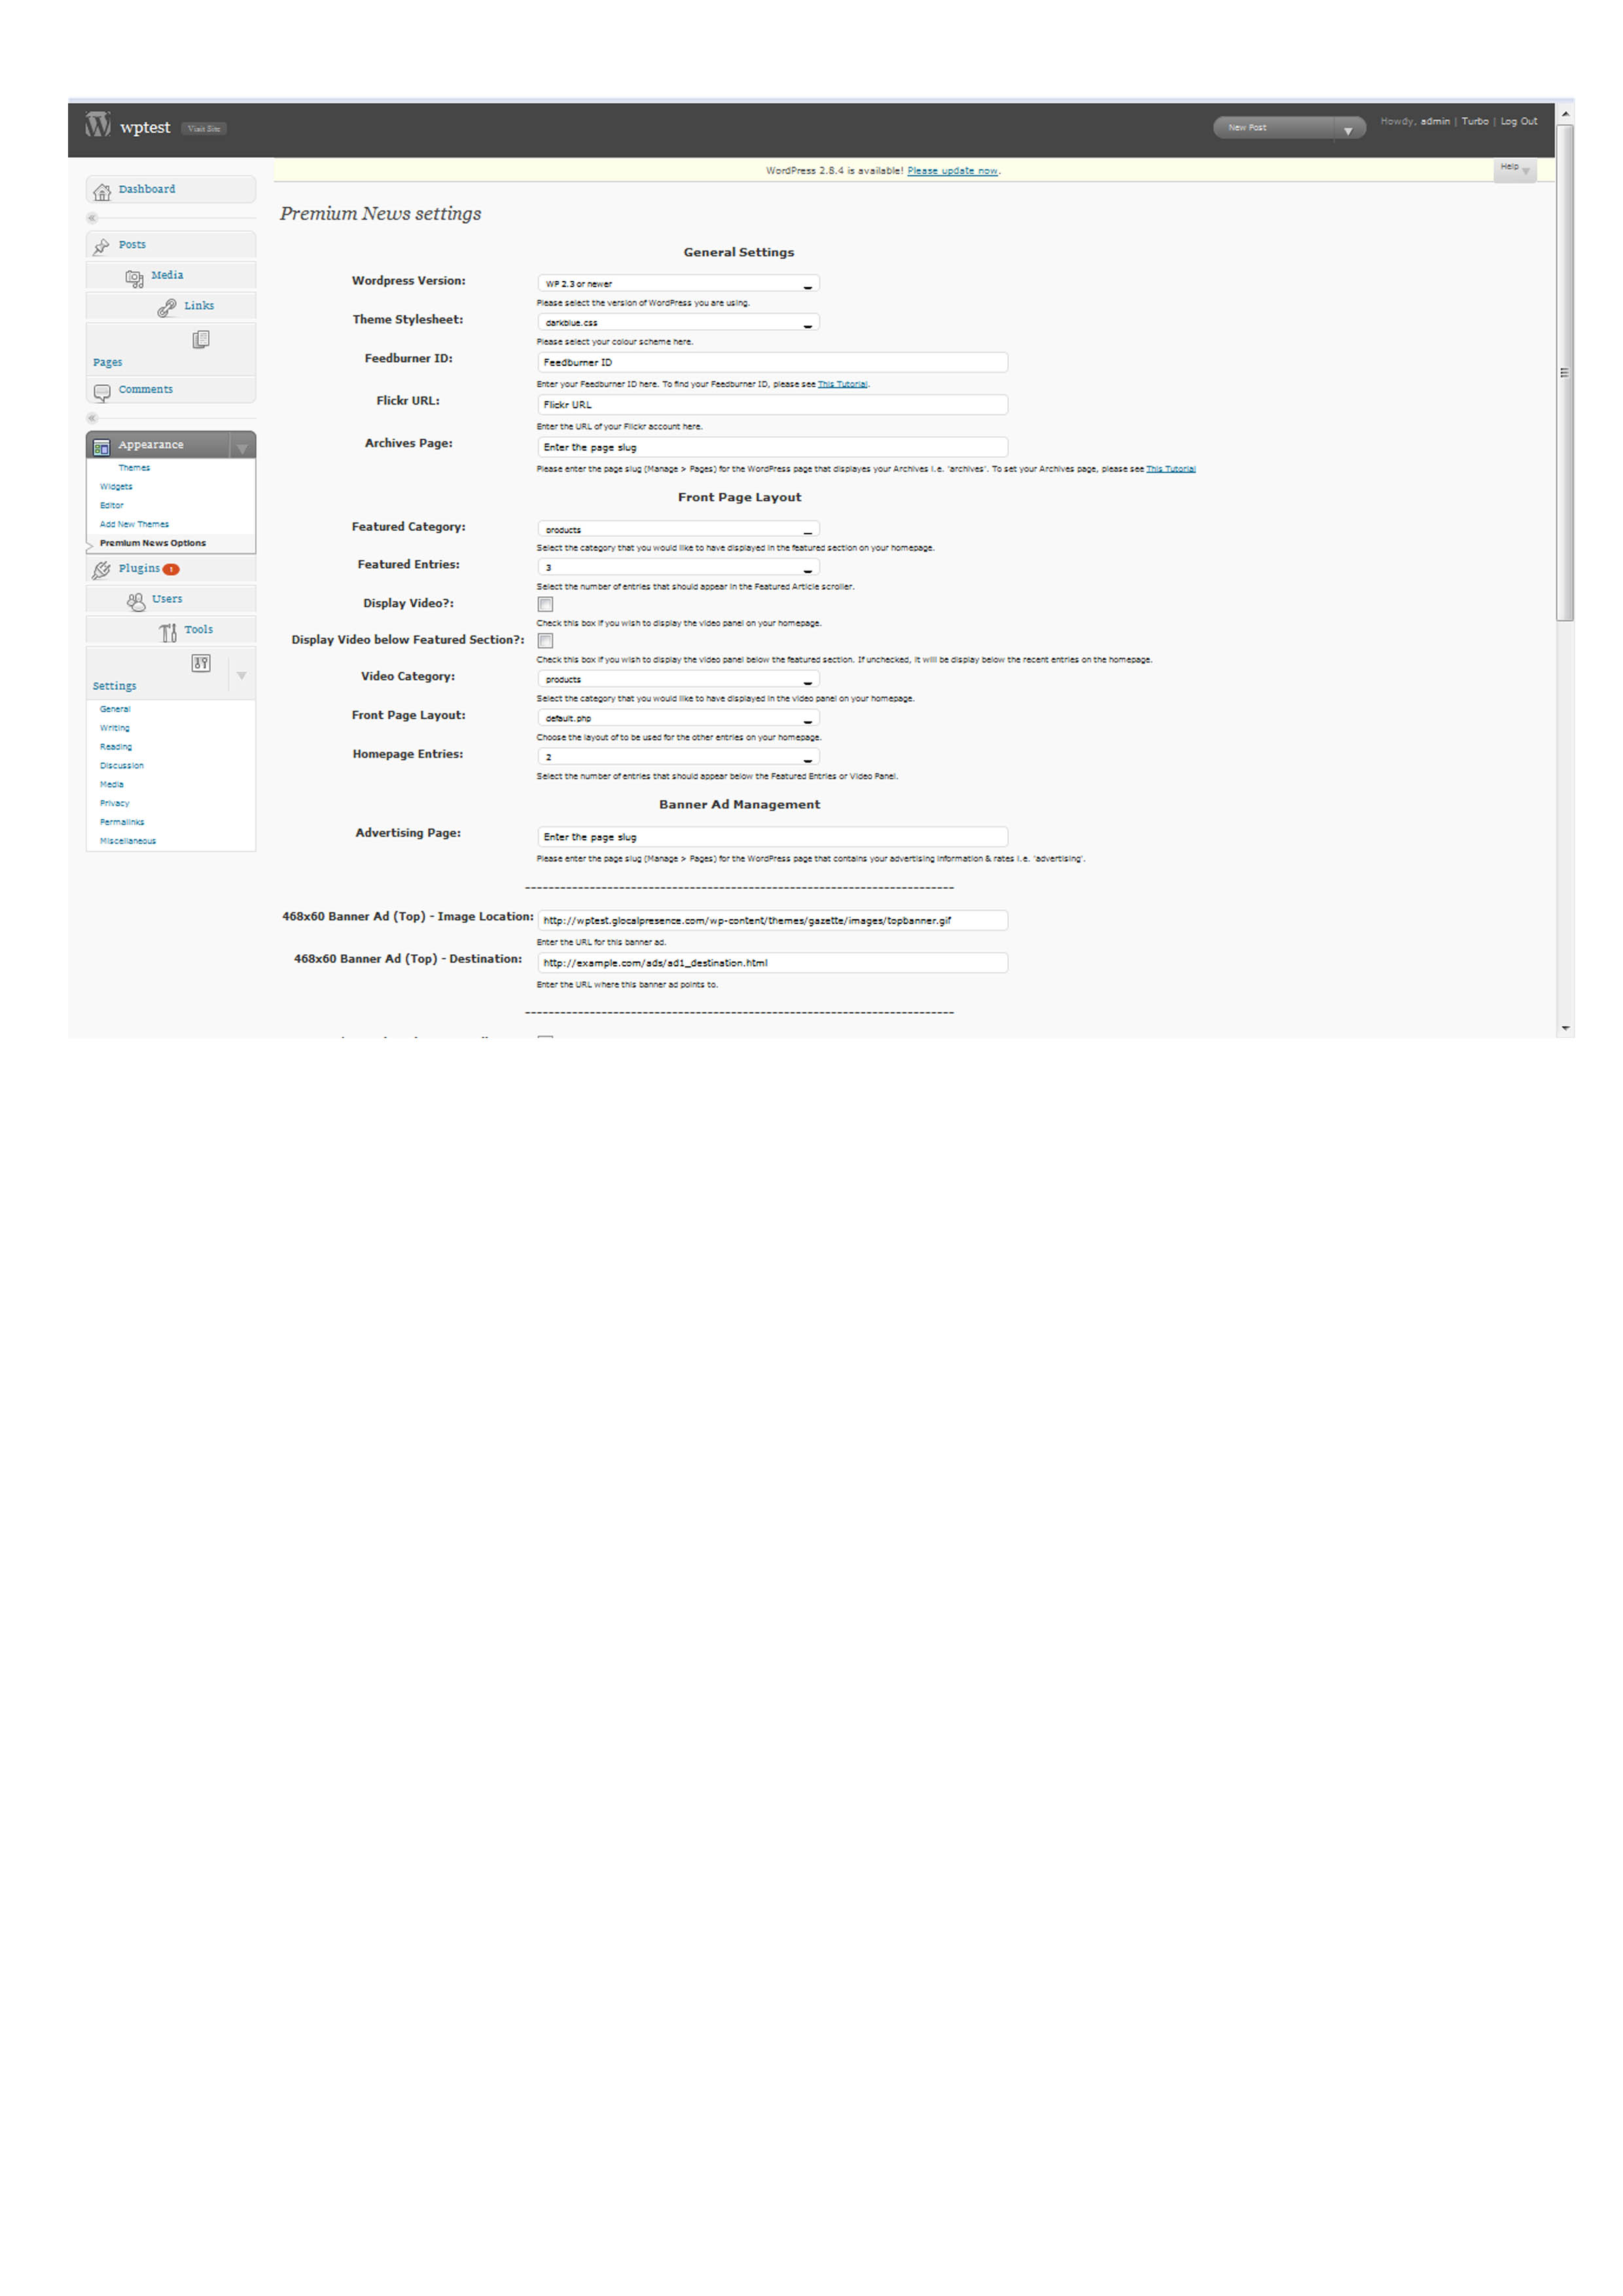 wptest Visit Site New Post Howdy, admin | Turbo | Log Out
WordPress 2.8.4 is available! Please update now. Help
Dashboard
Posts
Media
Links
Pages
Comments
Appearance
Themes
Widgets
Editor
Add New Themes
Premium News Options
Plugins 1
Users
Tools
Settings
General
Writing
Reading
Discussion
Media
Privacy
Permalinks
Miscellaneous
Premium News settings
General Settings
Wordpress Version: WP 2.3 or newer
Please select the version of WordPress you are using.
Theme Stylesheet: darkblue.css
Please select your colour scheme here.
Feedburner ID: Feedburner ID
Enter your Feedburner ID here. To find your Feedburner ID, please see This Tutorial.
Flickr URL: Flickr URL
Enter the URL of your Flickr account here.
Archives Page: Enter the page slug
Please enter the page slug (Manage > Pages) for the WordPress page that displayes your Archives i.e. 'archives'. To set your Archives page, please see This Tutorial
Front Page Layout
Featured Category: products
Select the category that you would like to have displayed in the featured section on your homepage.
Featured Entries: 3
Select the number of entries that should appear in the Featured Article scroller.
Display Video?:
Check this box if you wish to display the video panel on your homepage.
Display Video below Featured Section?:
Check this box if you wish to display the video panel below the featured section. If unchecked, it will be display below the recent entries on the homepage.
Video Category: products
Select the category that you would like to have displayed in the video panel on your homepage.
Front Page Layout: default.php
Choose the layout of to be used for the other entries on your homepage.
Homepage Entries: 2
Select the number of entries that should appear below the Featured Entries or Video Panel.
Banner Ad Management
Advertising Page: Enter the page slug
Please enter the page slug (Manage > Pages) for the WordPress page that contains your advertising information & rates i.e. 'advertising'.
468x60 Banner Ad (Top) - Image Location: http://wptest.glocalpresence.com/wp-content/themes/gazette/images/topbanner.gif
Enter the URL for this banner ad.
468x60 Banner Ad (Top) - Destination: http://example.com/ads/ad1_destination.html
Enter the URL where this banner ad points to.